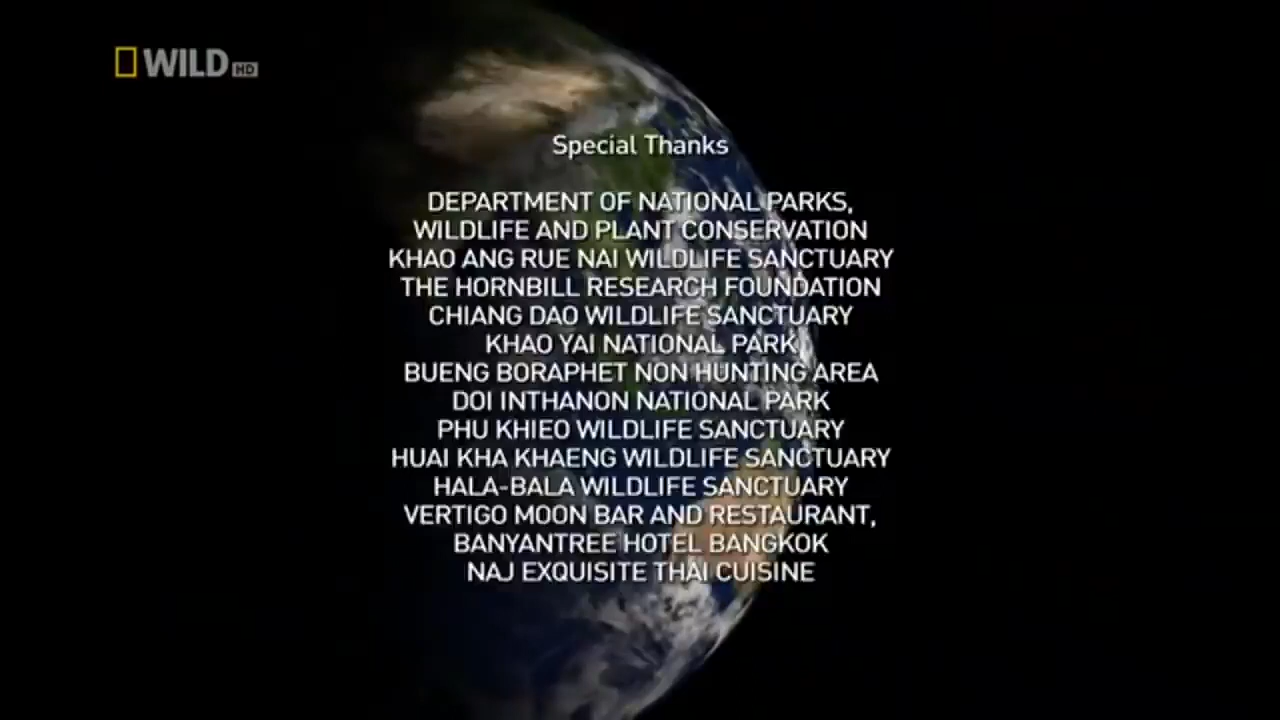 WILD HD
Special Thanks
DEPARTMENT OF NATIONAL PARKS,
WILDLIFE AND PLANT CONSERVATION
KHAO ANG RUE NAI WILDLIFE SANCTUARY
THE HORNBILL RESEARCH FOUNDATION
CHIANG DAO WILDLIFE SANCTUARY
KHAO YAI NATIONAL PARK
BUENG BORAPHET NON HUNTING AREA
DOI INTHANON NATIONAL PARK
PHU KHIEO WILDLIFE SANCTUARY
HUAI KHA KHAENG WILDLIFE SANCTUARY
HALA-BALA WILDLIFE SANCTUARY
VERTIGO MOON BAR AND RESTAURANT,
BANYANTREE HOTEL BANGKOK
NAJ EXQUISITE THAI CUISINE